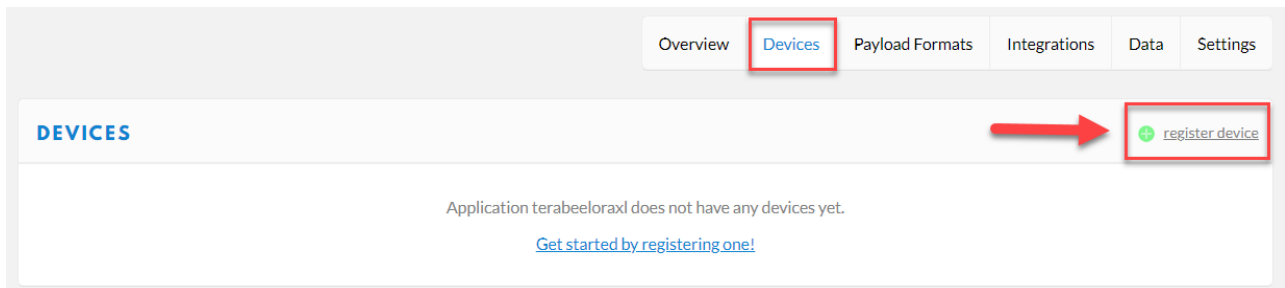 Overview Devices Payload Formats Integrations Data Settings
DEVICES
register device
Application terabeeloraxl does not have any devices yet.
Get started by registering one!